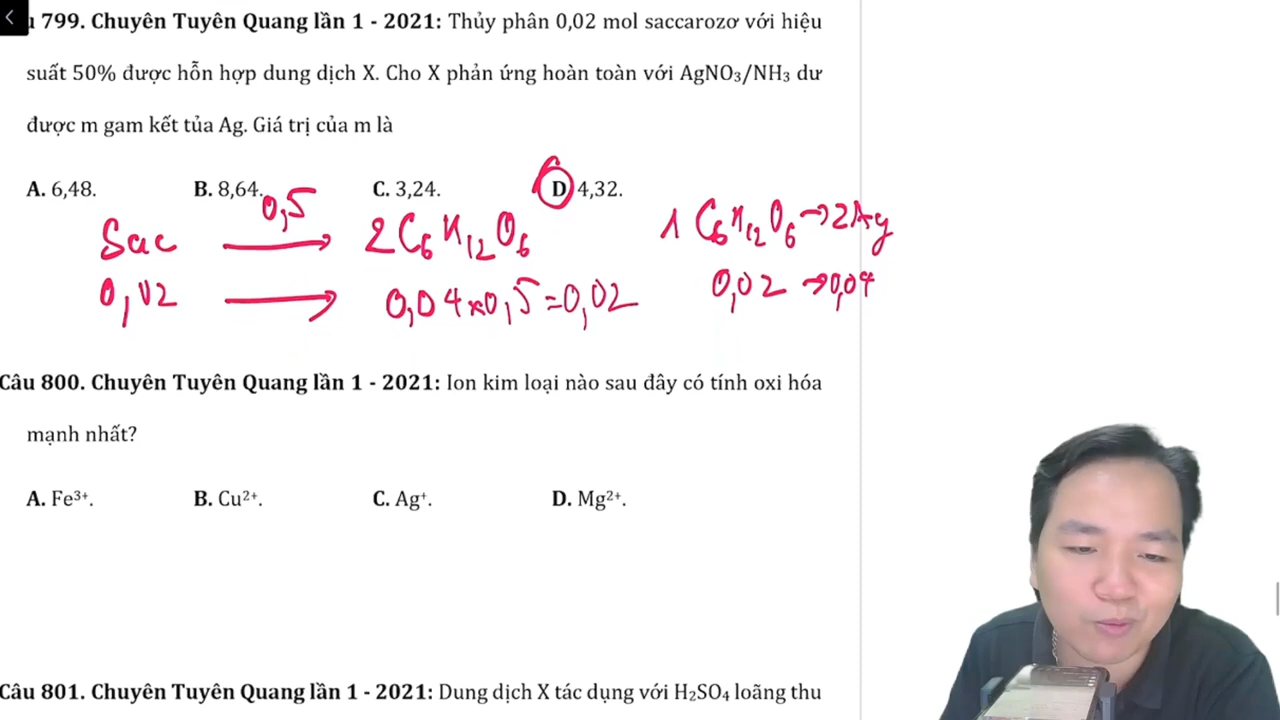 799. Chuyên Tuyên Quang lần 1 - 2021: Thủy phân 0,02 mol saccarozơ với hiệu
suất 50% được hỗn hợp dung dịch X. Cho X phản ứng hoàn toàn với AgNO₃/NH₃ dư
được m gam kết tủa Ag. Giá trị của m là
A. 6,48. B. 8,64. C. 3,24. D 4,32.
0,5
Sac → 2C₆H₁₂O₆ 1 C₆H₁₂O₆ → 2Ag
0,02 → 0,04x0,5=0,02 0,02 → 0,04
Câu 800. Chuyên Tuyên Quang lần 1 - 2021: Ion kim loại nào sau đây có tính oxi hóa
mạnh nhất?
A. Fe³⁺. B. Cu²⁺. C. Ag⁺. D. Mg²⁺.
Câu 801. Chuyên Tuyên Quang lần 1 - 2021: Dung dịch X tác dụng với H₂SO₄ loãng thu